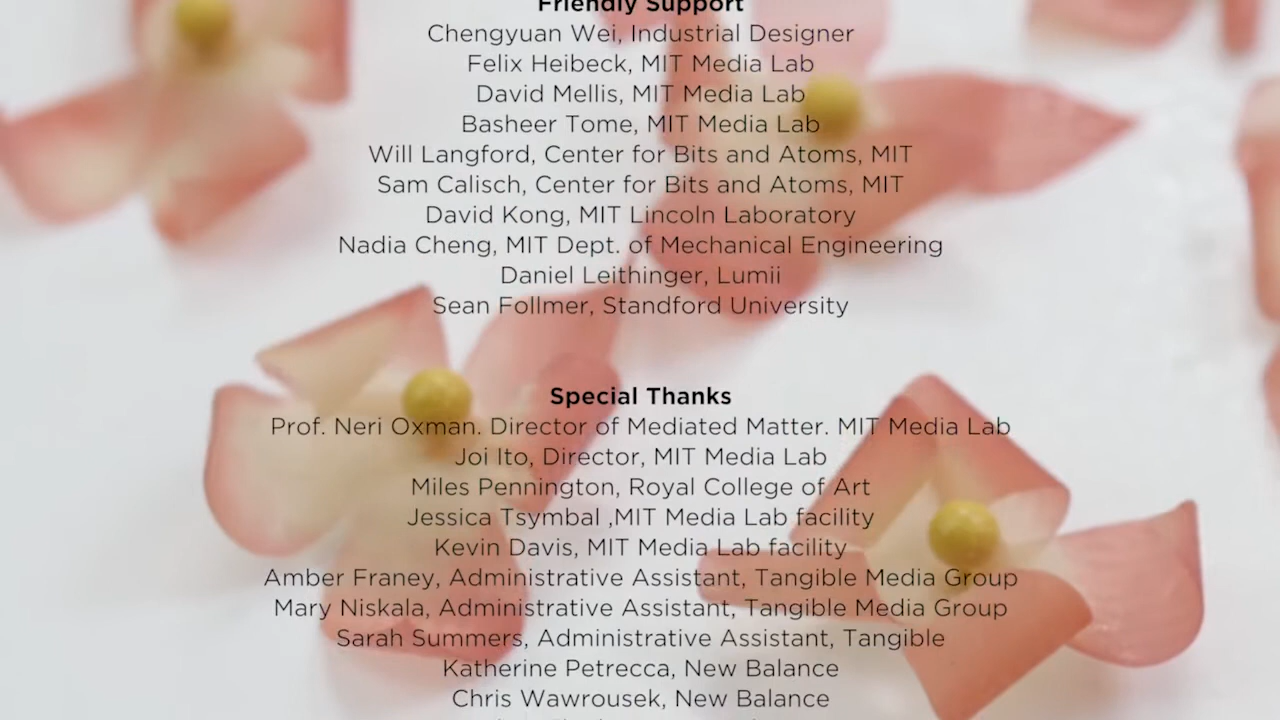 Friendly Support
Chengyuan Wei, Industrial Designer
Felix Heibeck, MIT Media Lab
David Mellis, MIT Media Lab
Basheer Tome, MIT Media Lab
Will Langford, Center for Bits and Atoms, MIT
Sam Calisch, Center for Bits and Atoms, MIT
David Kong, MIT Lincoln Laboratory
Nadia Cheng, MIT Dept. of Mechanical Engineering
Daniel Leithinger, Lumii
Sean Follmer, Standford University
Special Thanks
Prof. Neri Oxman. Director of Mediated Matter. MIT Media Lab
Joi Ito, Director, MIT Media Lab
Miles Pennington, Royal College of Art
Jessica Tsymbal ,MIT Media Lab facility
Kevin Davis, MIT Media Lab facility
Amber Franey, Administrative Assistant, Tangible Media Group
Mary Niskala, Administrative Assistant, Tangible Media Group
Sarah Summers, Administrative Assistant, Tangible
Katherine Petrecca, New Balance
Chris Wawrousek, New Balance